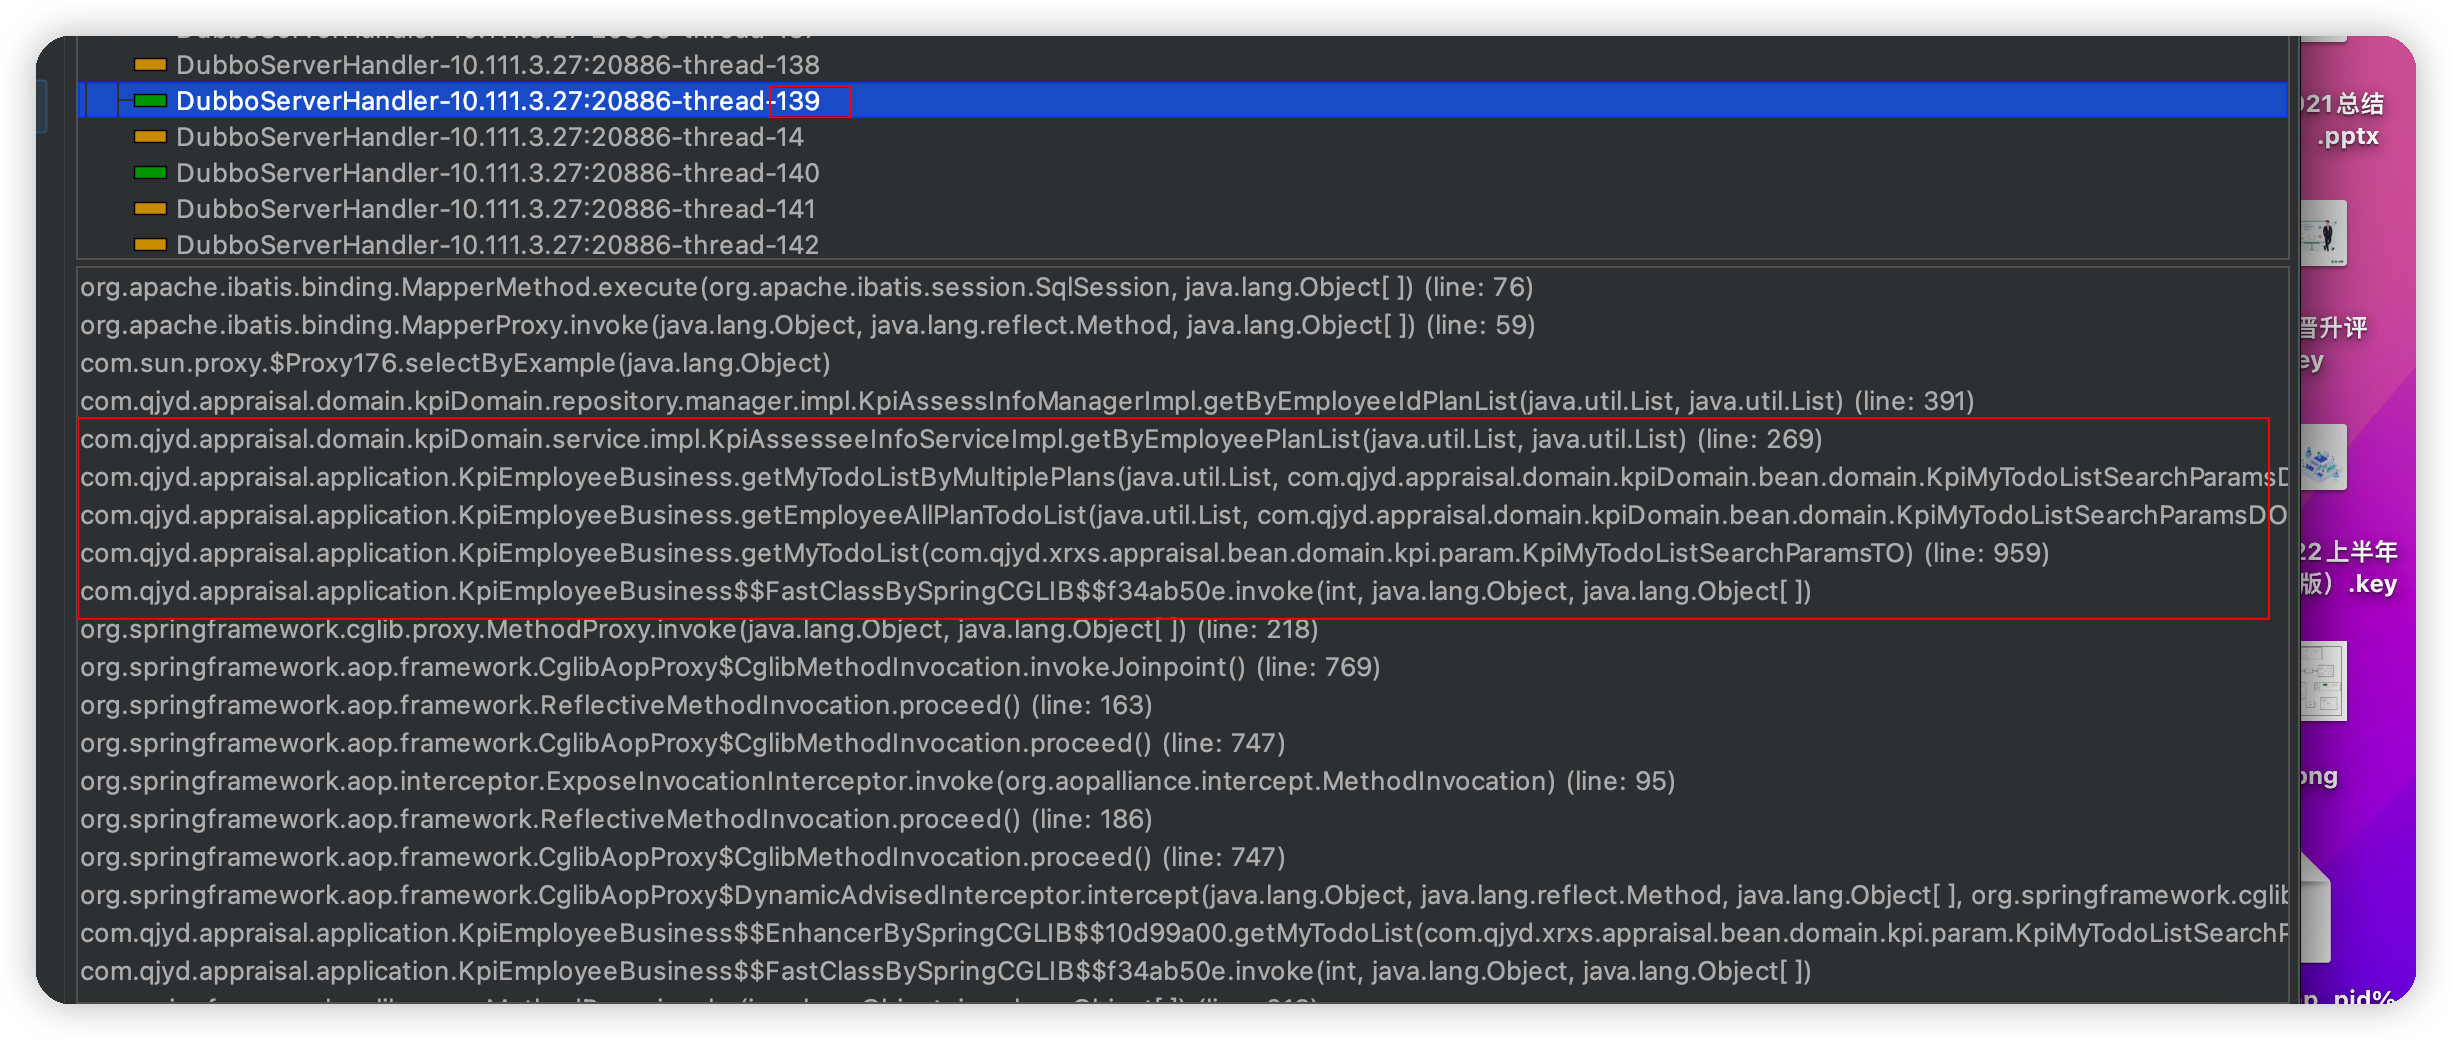 DubboServerHandler-10.111.3.27:20886-thread-138
DubboServerHandler-10.111.3.27:20886-thread-139
DubboServerHandler-10.111.3.27:20886-thread-14
DubboServerHandler-10.111.3.27:20886-thread-140
DubboServerHandler-10.111.3.27:20886-thread-141
DubboServerHandler-10.111.3.27:20886-thread-142
org.apache.ibatis.binding.MapperMethod.execute(org.apache.ibatis.session.SqlSession, java.lang.Object[ ]) (line: 76)
org.apache.ibatis.binding.MapperProxy.invoke(java.lang.Object, java.lang.reflect.Method, java.lang.Object[ ]) (line: 59)
com.sun.proxy.$Proxy176.selectByExample(java.lang.Object)
com.qjyd.appraisal.domain.kpiDomain.repository.manager.impl.KpiAssessInfoManagerImpl.getByEmployeeIdPlanList(java.util.List, java.util.List) (line: 391)
com.qjyd.appraisal.domain.kpiDomain.service.impl.KpiAssesseeInfoServiceImpl.getByEmployeePlanList(java.util.List, java.util.List) (line: 269)
com.qjyd.appraisal.application.KpiEmployeeBusiness.getMyTodoListByMultiplePlans(java.util.List, com.qjyd.appraisal.domain.kpiDomain.bean.domain.KpiMyTodoListSearchParamsD
com.qjyd.appraisal.application.KpiEmployeeBusiness.getEmployeeAllPlanTodoList(java.util.List, com.qjyd.appraisal.domain.kpiDomain.bean.domain.KpiMyTodoListSearchParamsDO
com.qjyd.appraisal.application.KpiEmployeeBusiness.getMyTodoList(com.qjyd.xrxs.appraisal.bean.domain.kpi.param.KpiMyTodoListSearchParamsTO) (line: 959)
com.qjyd.appraisal.application.KpiEmployeeBusiness$$FastClassBySpringCGLIB$$f34ab50e.invoke(int, java.lang.Object, java.lang.Object[ ])
org.springframework.cglib.proxy.MethodProxy.invoke(java.lang.Object, java.lang.Object[ ]) (line: 218)
org.springframework.aop.framework.CglibAopProxy$CglibMethodInvocation.invokeJoinpoint() (line: 769)
org.springframework.aop.framework.ReflectiveMethodInvocation.proceed() (line: 163)
org.springframework.aop.framework.CglibAopProxy$CglibMethodInvocation.proceed() (line: 747)
org.springframework.aop.interceptor.ExposeInvocationInterceptor.invoke(org.aopalliance.intercept.MethodInvocation) (line: 95)
org.springframework.aop.framework.ReflectiveMethodInvocation.proceed() (line: 186)
org.springframework.aop.framework.CglibAopProxy$CglibMethodInvocation.proceed() (line: 747)
org.springframework.aop.framework.CglibAopProxy$DynamicAdvisedInterceptor.intercept(java.lang.Object, java.lang.reflect.Method, java.lang.Object[ ], org.springframework.cglib
com.qjyd.appraisal.application.KpiEmployeeBusiness$$EnhancerBySpringCGLIB$$10d99a00.getMyTodoList(com.qjyd.xrxs.appraisal.bean.domain.kpi.param.KpiMyTodoListSearchP
com.qjyd.appraisal.application.KpiEmployeeBusiness$$FastClassBySpringCGLIB$$f34ab50e.invoke(int, java.lang.Object, java.lang.Object[ ])
21总结
.pptx
晋升评
ey
22上半年
版）.key
png
p_pid%